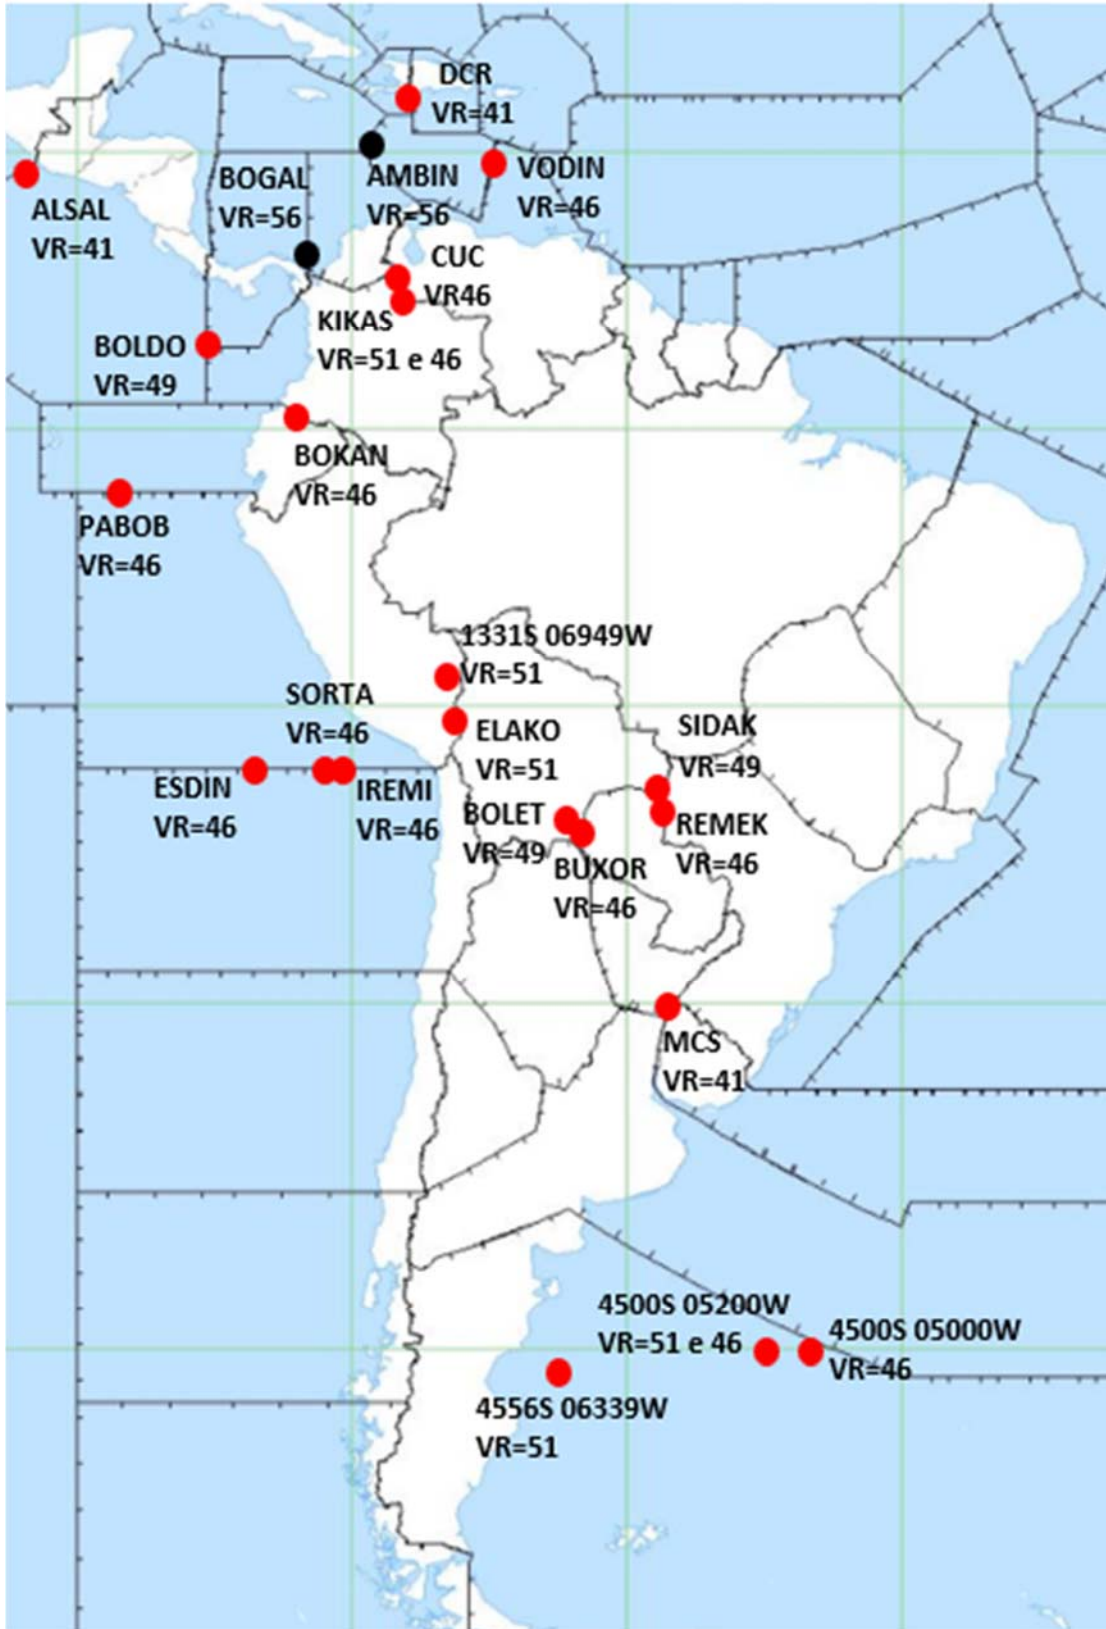 DCR
VR=41
BOGAL
VR=56
AMBIN
VR=56
VODIN
VR=46
ALSAL
VR=41
CUC
VR46
KIKAS
VR=51 e 46
BOLDO
VR=49
BOKAN
VR=46
PABOB
VR=46
1331S 06949W
VR=51
SORTA
VR=46
ELAKO
VR=51
SIDAK
VR=49
ESDIN
VR=46
IREMI
VR=46
BOLET
VR=49
REMEK
VR=46
BUXOR
VR=46
MCS
VR=41
4500S 05200W
VR=51 e 46
4500S 05000W
VR=46
4556S 06339W
VR=51